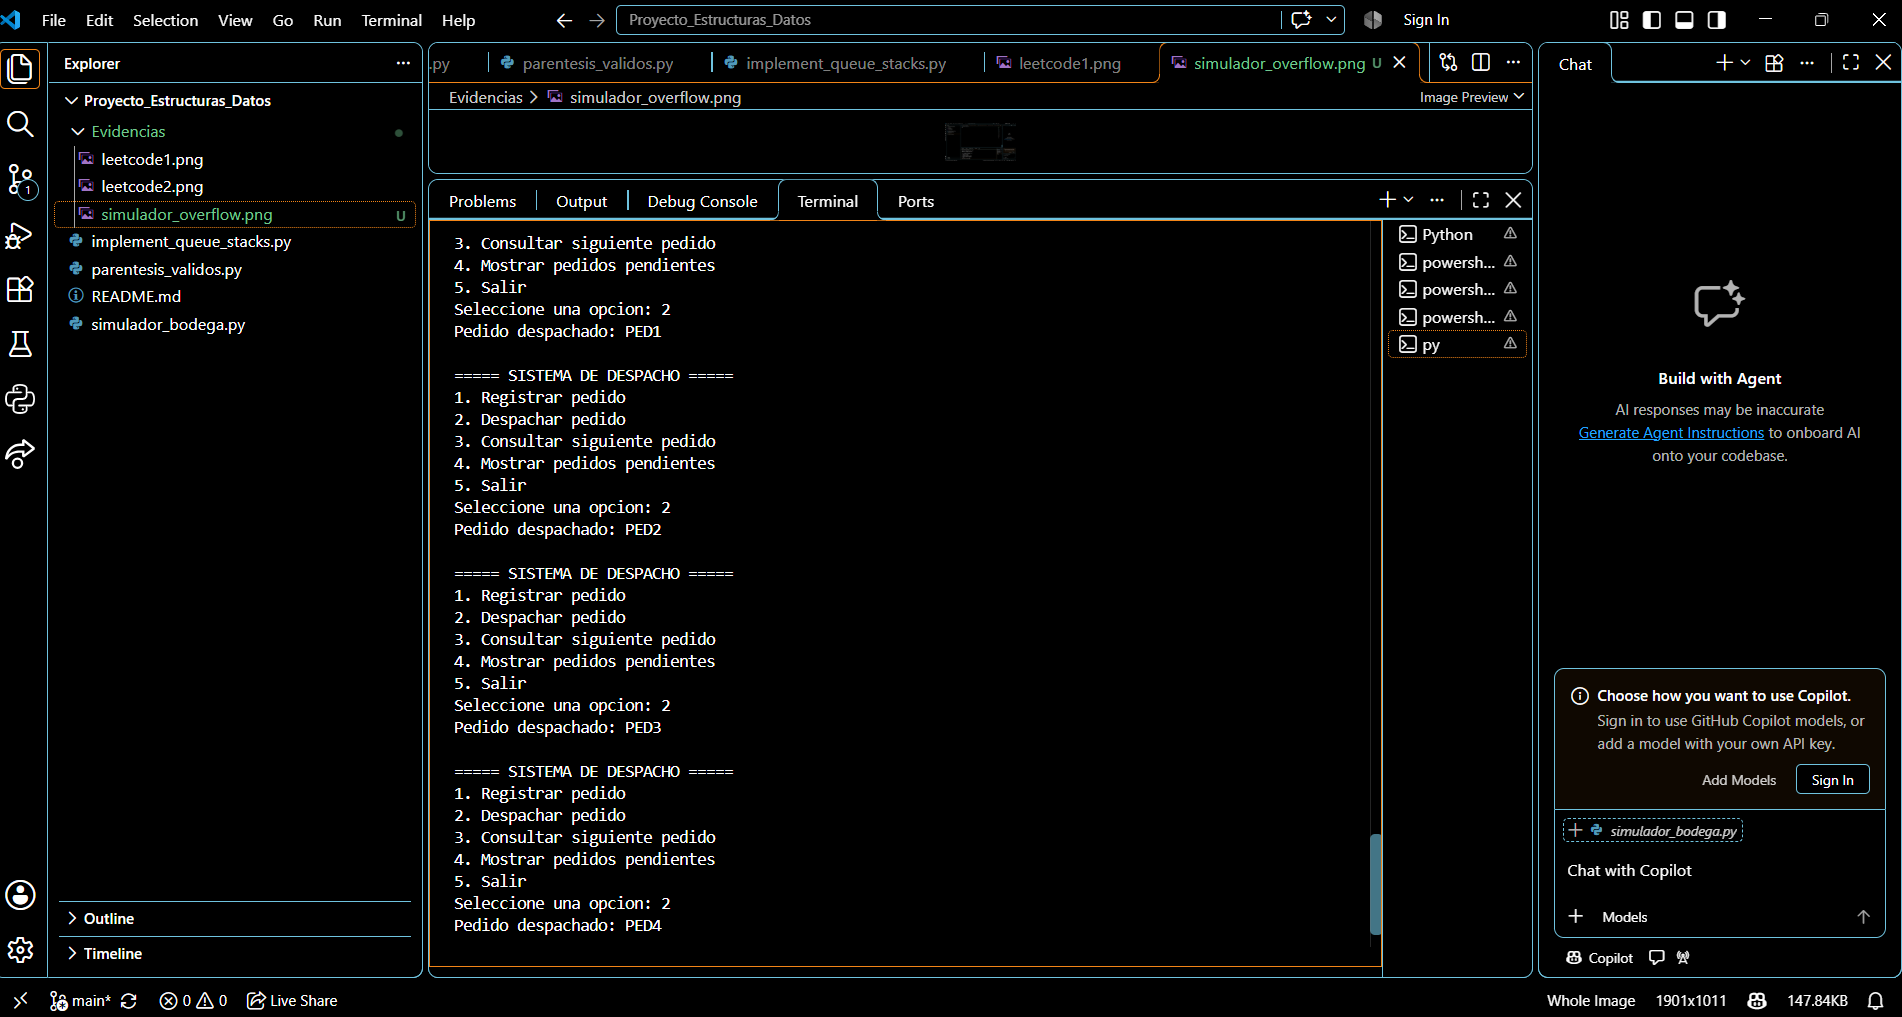 File Edit Selection View Go Run Terminal Help
Proyecto_Estructuras_Datos
Sign In
Explorer
Proyecto_Estructuras_Datos
Evidencias
leetcode1.png
leetcode2.png
simulador_overflow.png U
implement_queue_stacks.py
parentesis_validos.py
README.md
simulador_bodega.py
Outline
Timeline
1
.py
parentesis_validos.py
implement_queue_stacks.py
leetcode1.png
simulador_overflow.png U
Evidencias > simulador_overflow.png
Image Preview
Problems Output Debug Console Terminal Ports
3. Consultar siguiente pedido
4. Mostrar pedidos pendientes
5. Salir
Seleccione una opcion: 2
Pedido despachado: PED1
===== SISTEMA DE DESPACHO =====
1. Registrar pedido
2. Despachar pedido
3. Consultar siguiente pedido
4. Mostrar pedidos pendientes
5. Salir
Seleccione una opcion: 2
Pedido despachado: PED2
===== SISTEMA DE DESPACHO =====
1. Registrar pedido
2. Despachar pedido
3. Consultar siguiente pedido
4. Mostrar pedidos pendientes
5. Salir
Seleccione una opcion: 2
Pedido despachado: PED3
===== SISTEMA DE DESPACHO =====
1. Registrar pedido
2. Despachar pedido
3. Consultar siguiente pedido
4. Mostrar pedidos pendientes
5. Salir
Seleccione una opcion: 2
Pedido despachado: PED4
Python
powersh...
powersh...
powersh...
py
Chat
Build with Agent
AI responses may be inaccurate
Generate Agent Instructions to onboard AI
onto your codebase.
Choose how you want to use Copilot.
Sign in to use GitHub Copilot models, or
add a model with your own API key.
Add Models Sign In
simulador_bodega.py
Chat with Copilot
Models
Copilot
main* 0 0 Live Share
Whole Image 1901x1011 147.84KB